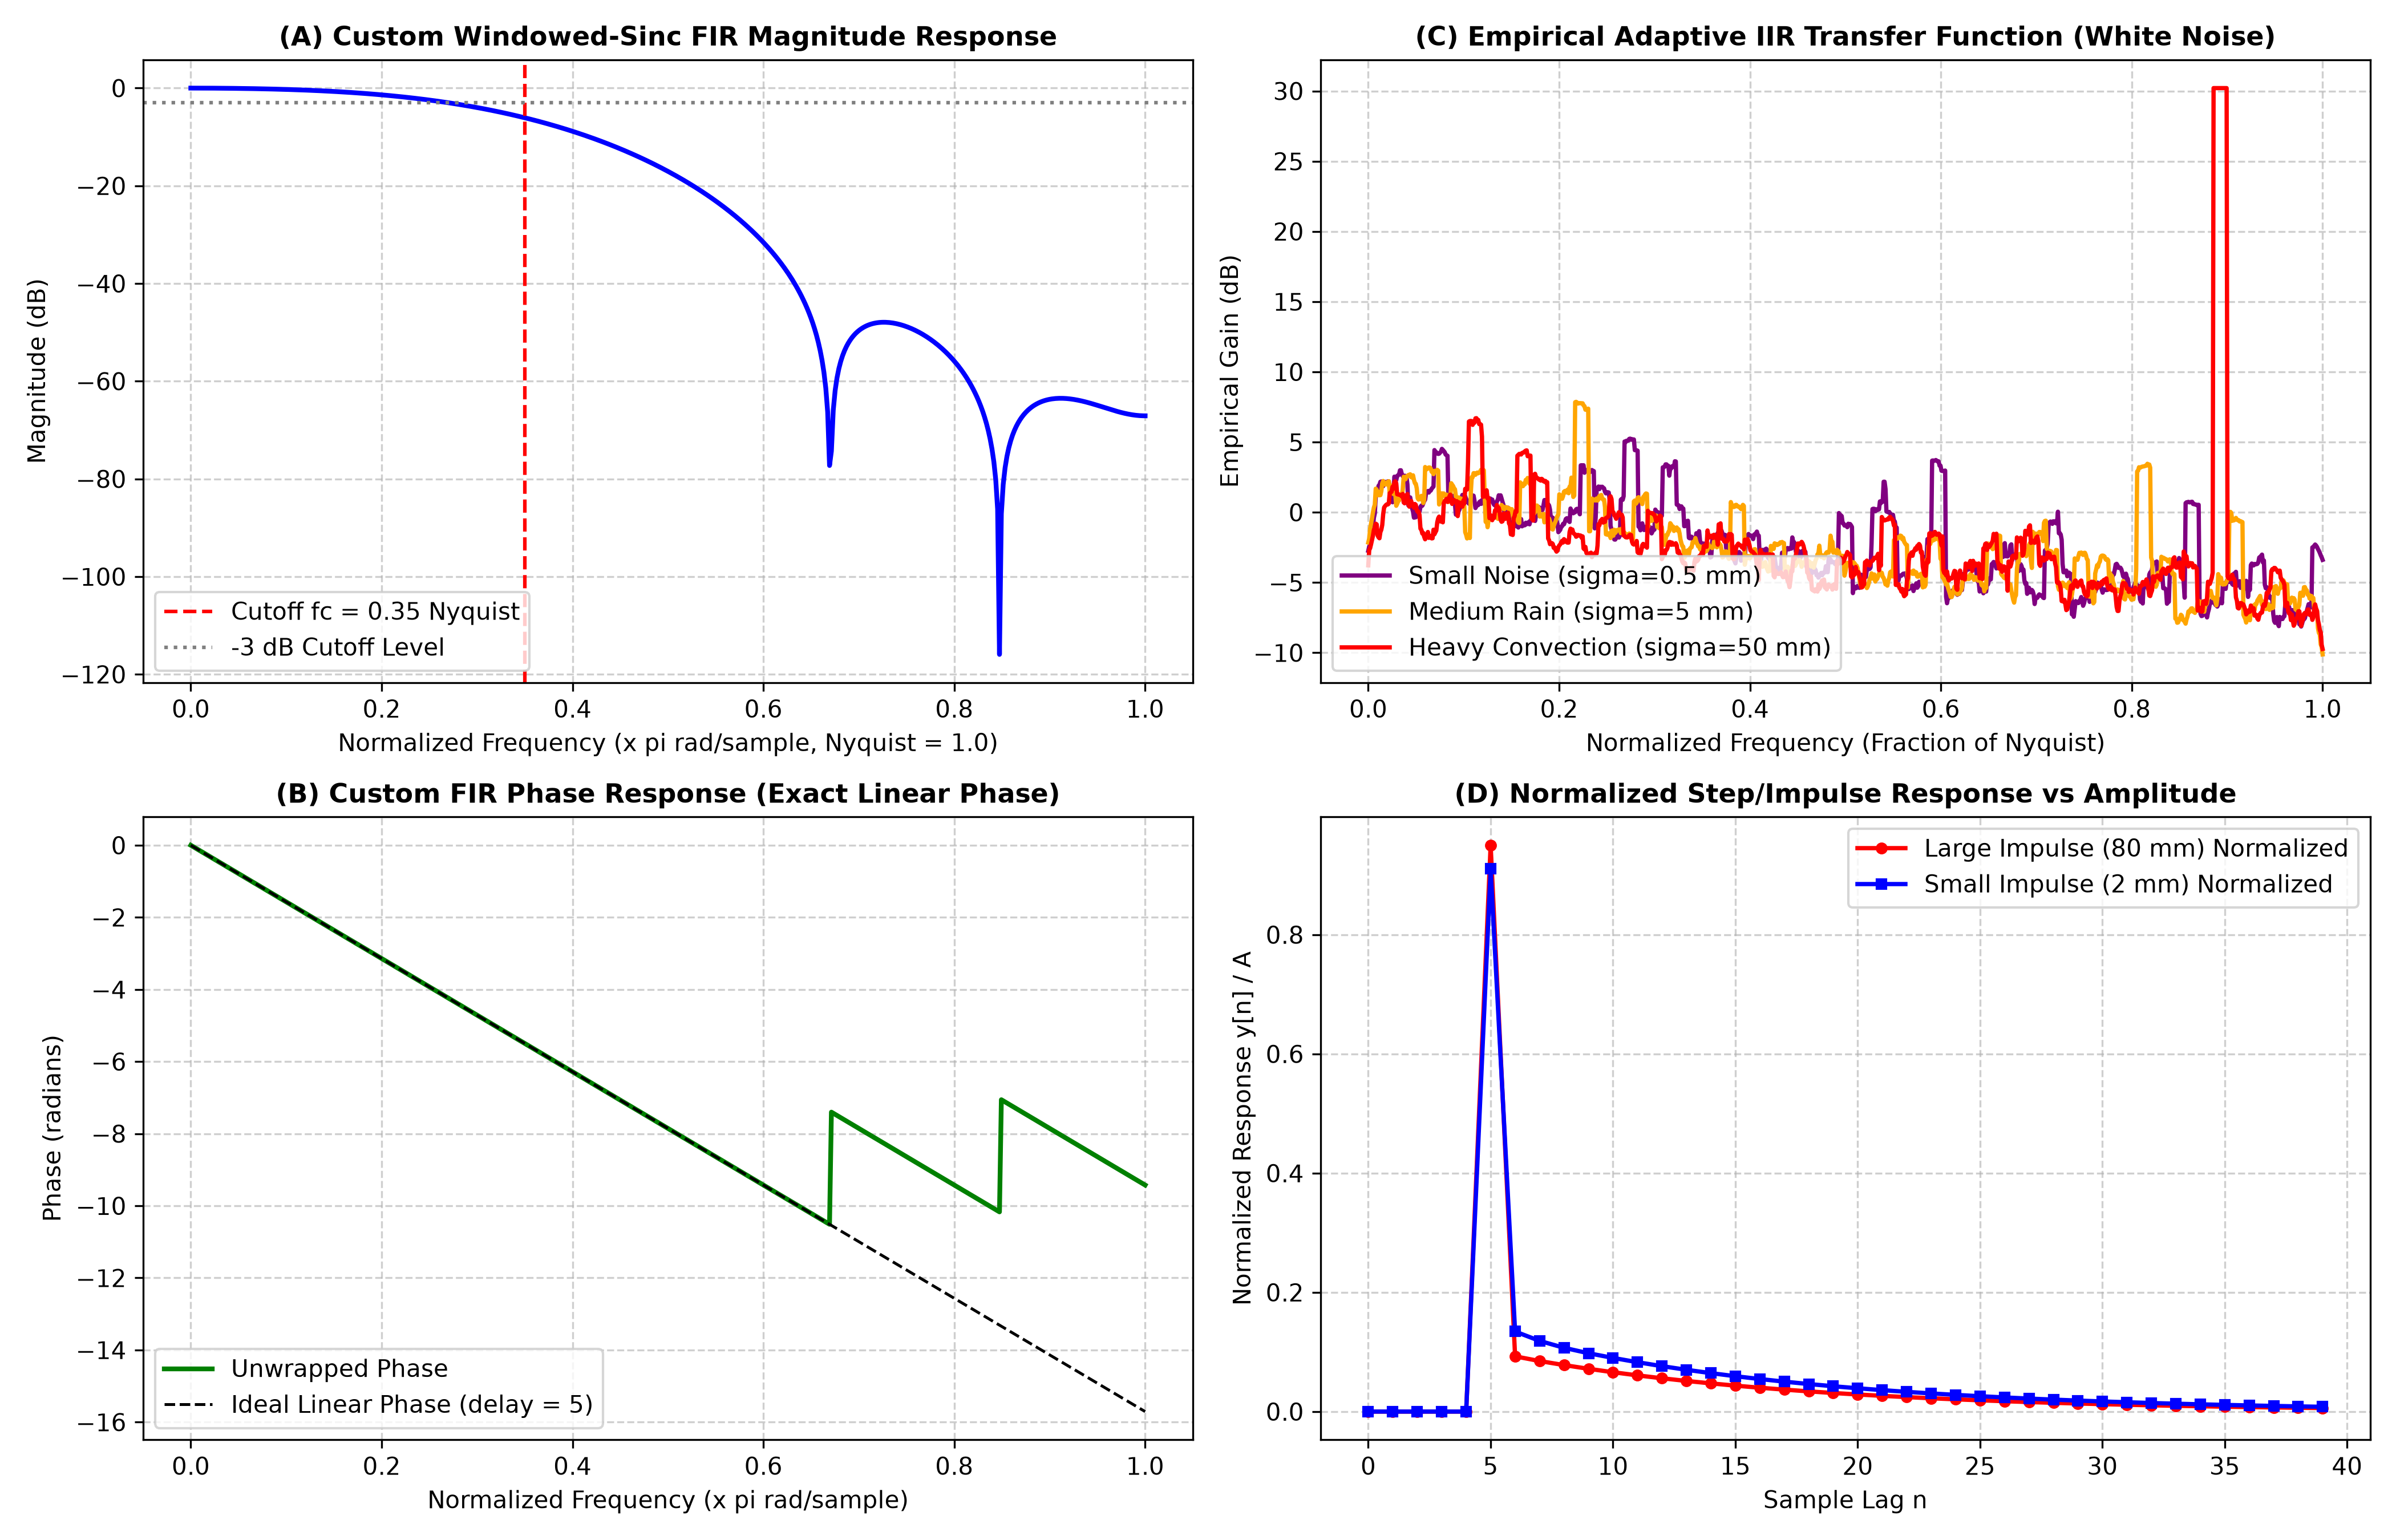 (A) Custom Windowed-Sinc FIR Magnitude Response
Magnitude (dB)
0
−20
−40
−60
−80
−100
−120
Cutoff fc = 0.35 Nyquist
-3 dB Cutoff Level
0.0 0.2 0.4 0.6 0.8 1.0
Normalized Frequency (x pi rad/sample, Nyquist = 1.0)
(C) Empirical Adaptive IIR Transfer Function (White Noise)
Empirical Gain (dB)
30
25
20
15
10
5
0
−5
−10
Small Noise (sigma=0.5 mm)
Medium Rain (sigma=5 mm)
Heavy Convection (sigma=50 mm)
0.0 0.2 0.4 0.6 0.8 1.0
Normalized Frequency (Fraction of Nyquist)
(B) Custom FIR Phase Response (Exact Linear Phase)
Phase (radians)
0
−2
−4
−6
−8
−10
−12
−14
−16
Unwrapped Phase
Ideal Linear Phase (delay = 5)
0.0 0.2 0.4 0.6 0.8 1.0
Normalized Frequency (x pi rad/sample)
(D) Normalized Step/Impulse Response vs Amplitude
Normalized Response y[n] / A
Large Impulse (80 mm) Normalized
Small Impulse (2 mm) Normalized
0.8
0.6
0.4
0.2
0.0
0 5 10 15 20 25 30 35 40
Sample Lag n